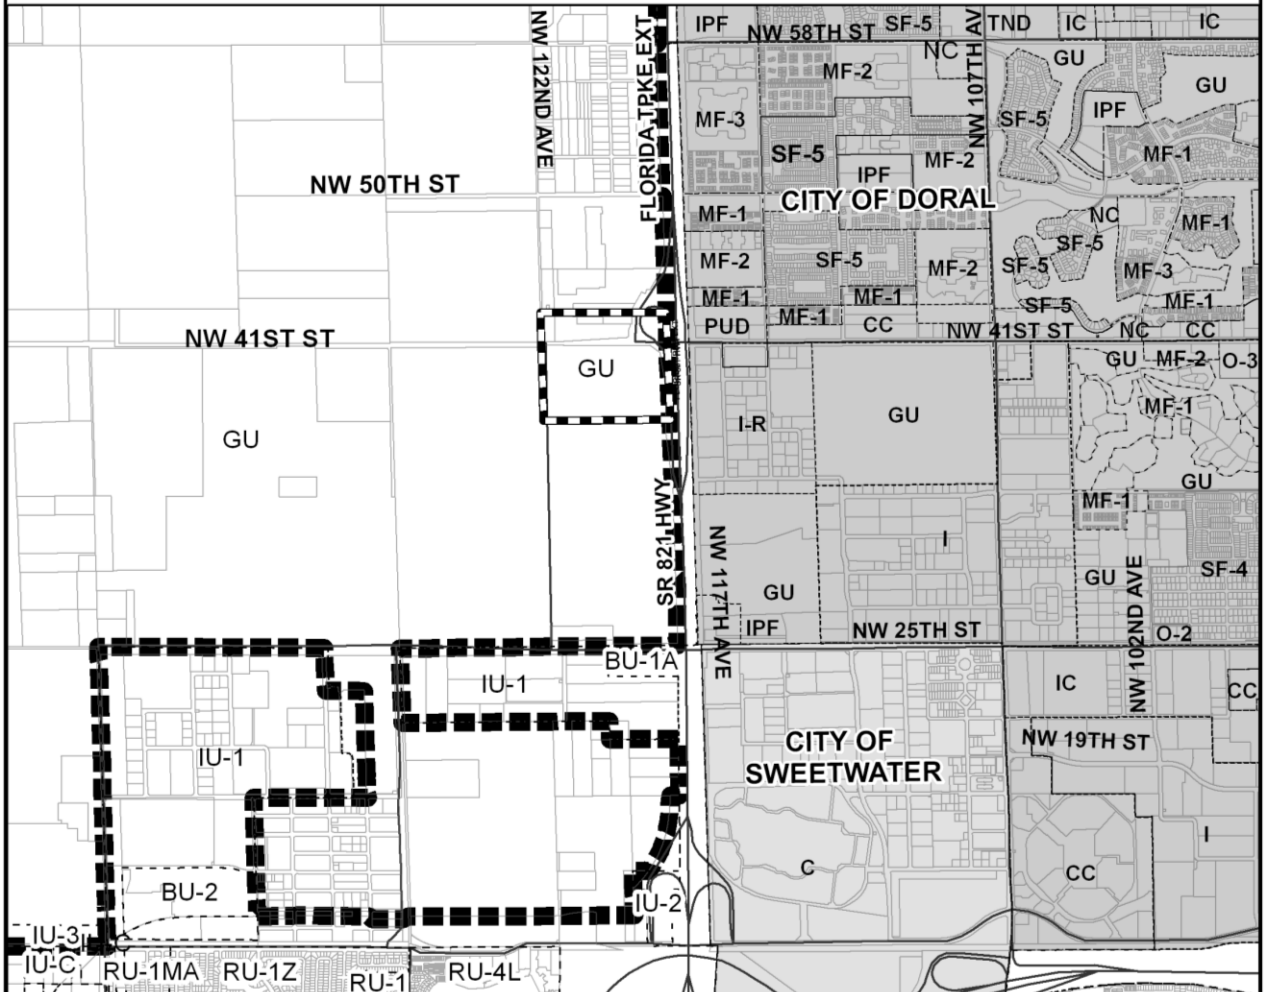 IPF
SF-5
TND
IC
IC
NW 58TH ST
NW 122ND AVE
FLORIDA TPKE EXT
NW 107TH AV
NC
GU
MF-2
GU
IPF
MF-3
SF-5
SF-5
MF-2
MF-1
IPF
NW 50TH ST
CITY OF DORAL
MF-1
NC
MF-1
SF-5
MF-2
SF-5
MF-2
SF-5
MF-3
MF-1
MF-1
SF-5
MF-1
PUD
MF-1
CC
NW 41ST ST
NC
CC
NW 41ST ST
GU
GU
MF-2
O-3
MF-1
GU
I-R
GU
GU
MF-1
SR 821 HWY
NW 117TH AVE
I
GU
GU
NW 102ND AVE
SF-4
IPF
NW 25TH ST
O-2
BU-1A
IU-1
IC
CC
CITY OF
SWEETWATER
NW 19TH ST
IU-1
I
C
CC
BU-2
IU-2
IU-3
IU-C
RU-1MA
RU-1Z
RU-1
RU-4L